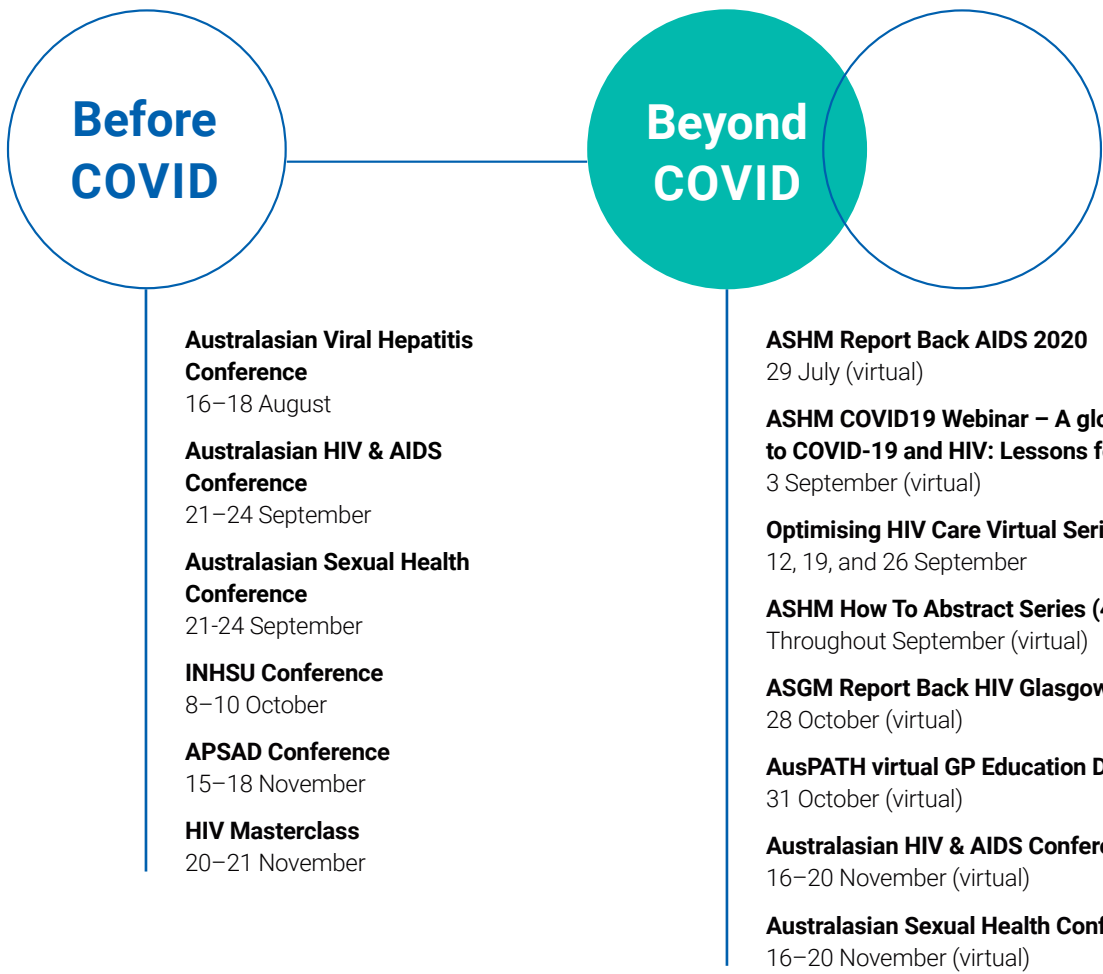 Before
COVID
Australasian Viral Hepatitis
Conference
16–18 August
Australasian HIV & AIDS
Conference
21–24 September
Australasian Sexual Health
Conference
21-24 September
INHSU Conference
8–10 October
APSAD Conference
15–18 November
HIV Masterclass
20–21 November
Beyond
COVID
ASHM Report Back AIDS 2020
29 July (virtual)
ASHM COVID19 Webinar – A glo
to COVID-19 and HIV: Lessons f
3 September (virtual)
Optimising HIV Care Virtual Seri
12, 19, and 26 September
ASHM How To Abstract Series (
Throughout September (virtual)
ASGM Report Back HIV Glasgow
28 October (virtual)
AusPATH virtual GP Education D
31 October (virtual)
Australasian HIV & AIDS Confere
16–20 November (virtual)
Australasian Sexual Health Conf
16–20 November (virtual)